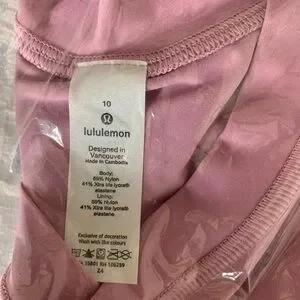 10
lululemon
Designed in
Vancouver
Made in Cambodia
Body:
59% Nylon
41% Xtra life lycra®
elastane
Lining:
59% Nylon
41% Xtra life lycra®
elastane
Exclusive of decoration
Wash with like colours
Z4